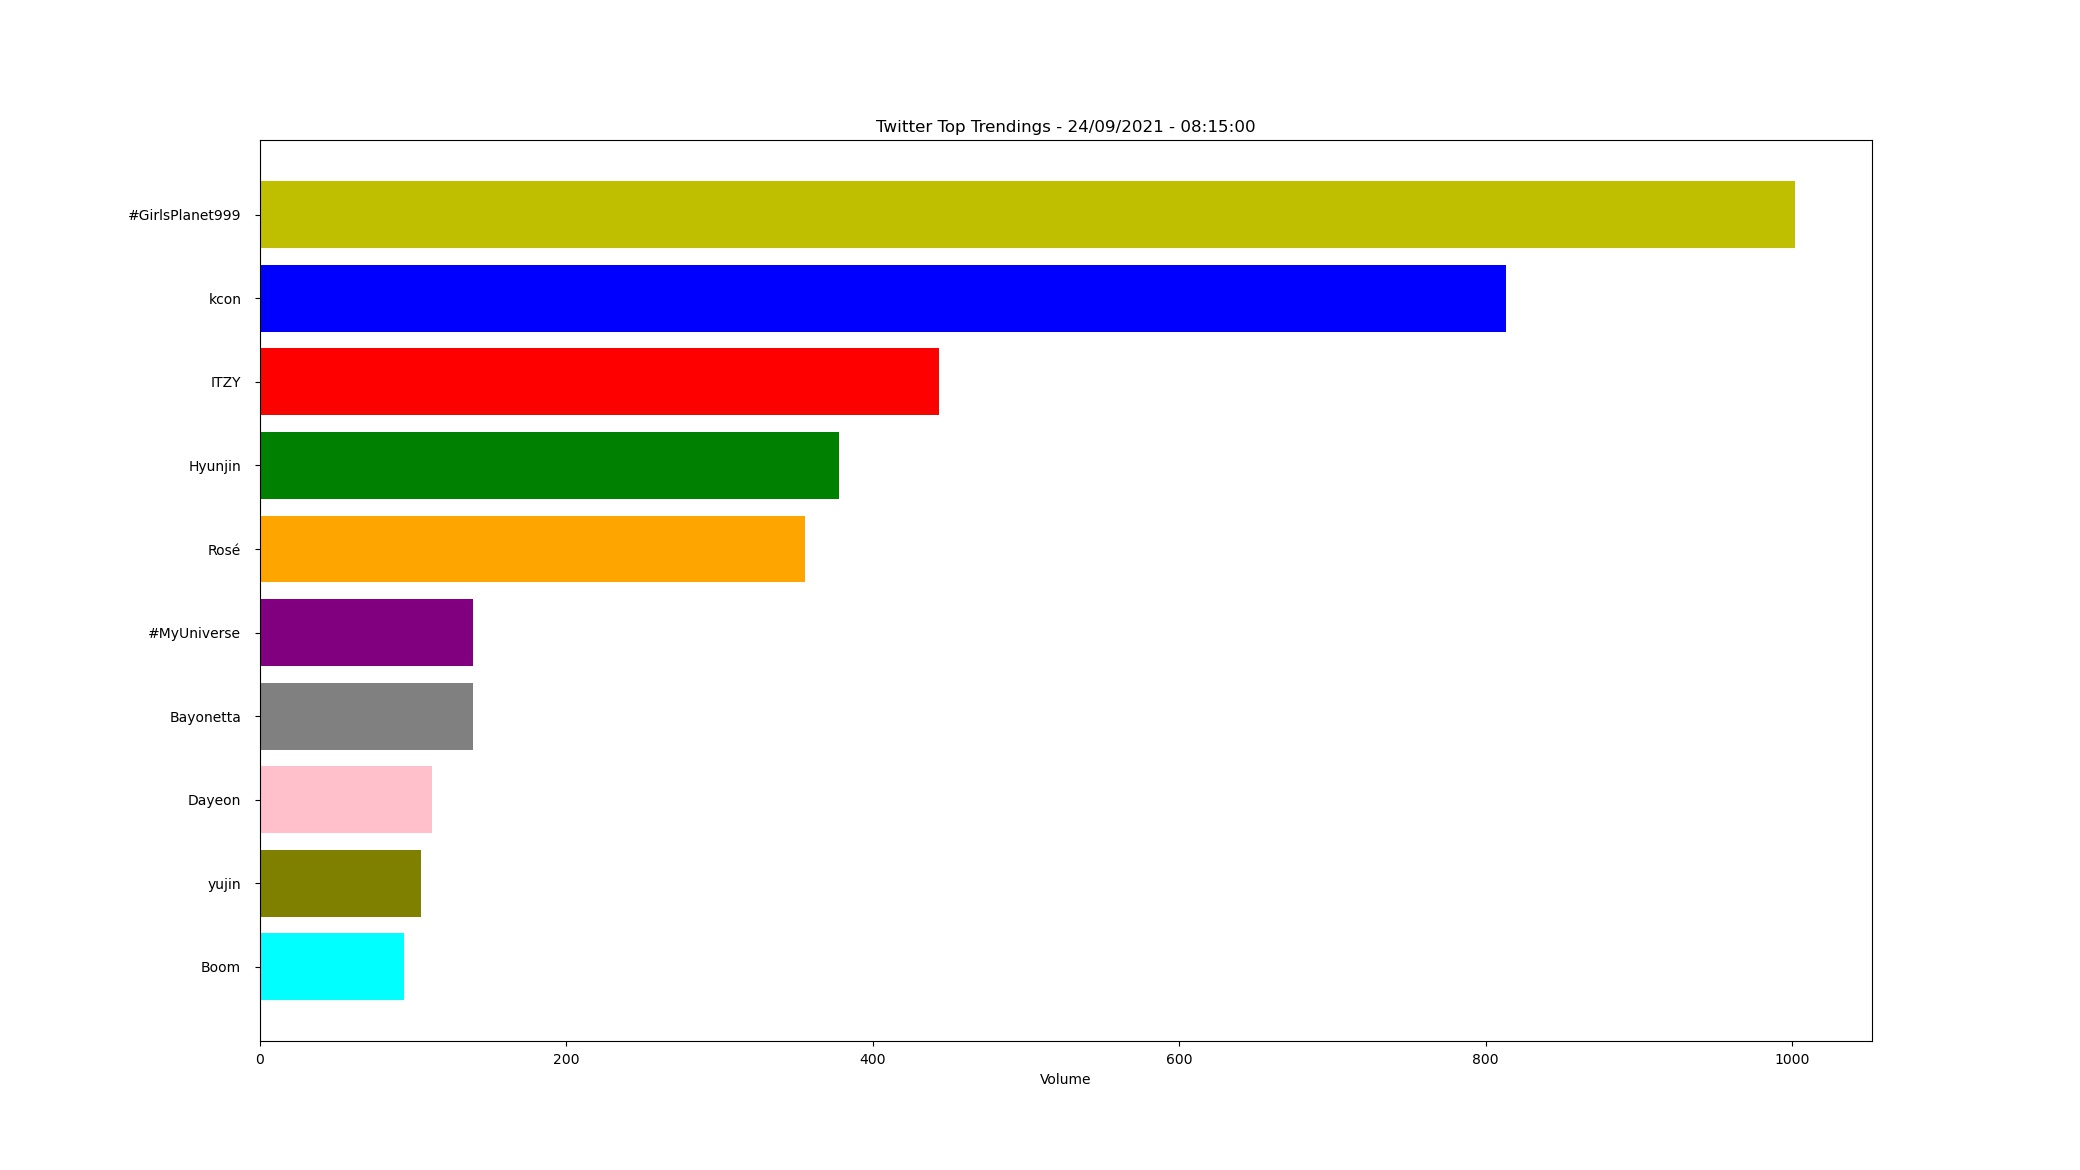 Twitter Top Trendings - 24/09/2021 - 08:15:00
#GirlsPlanet999
kcon
ITZY
Hyunjin
Rosé
#MyUniverse
Bayonetta
Dayeon
yujin
Boom
0 200 400 600 800 1000
Volume